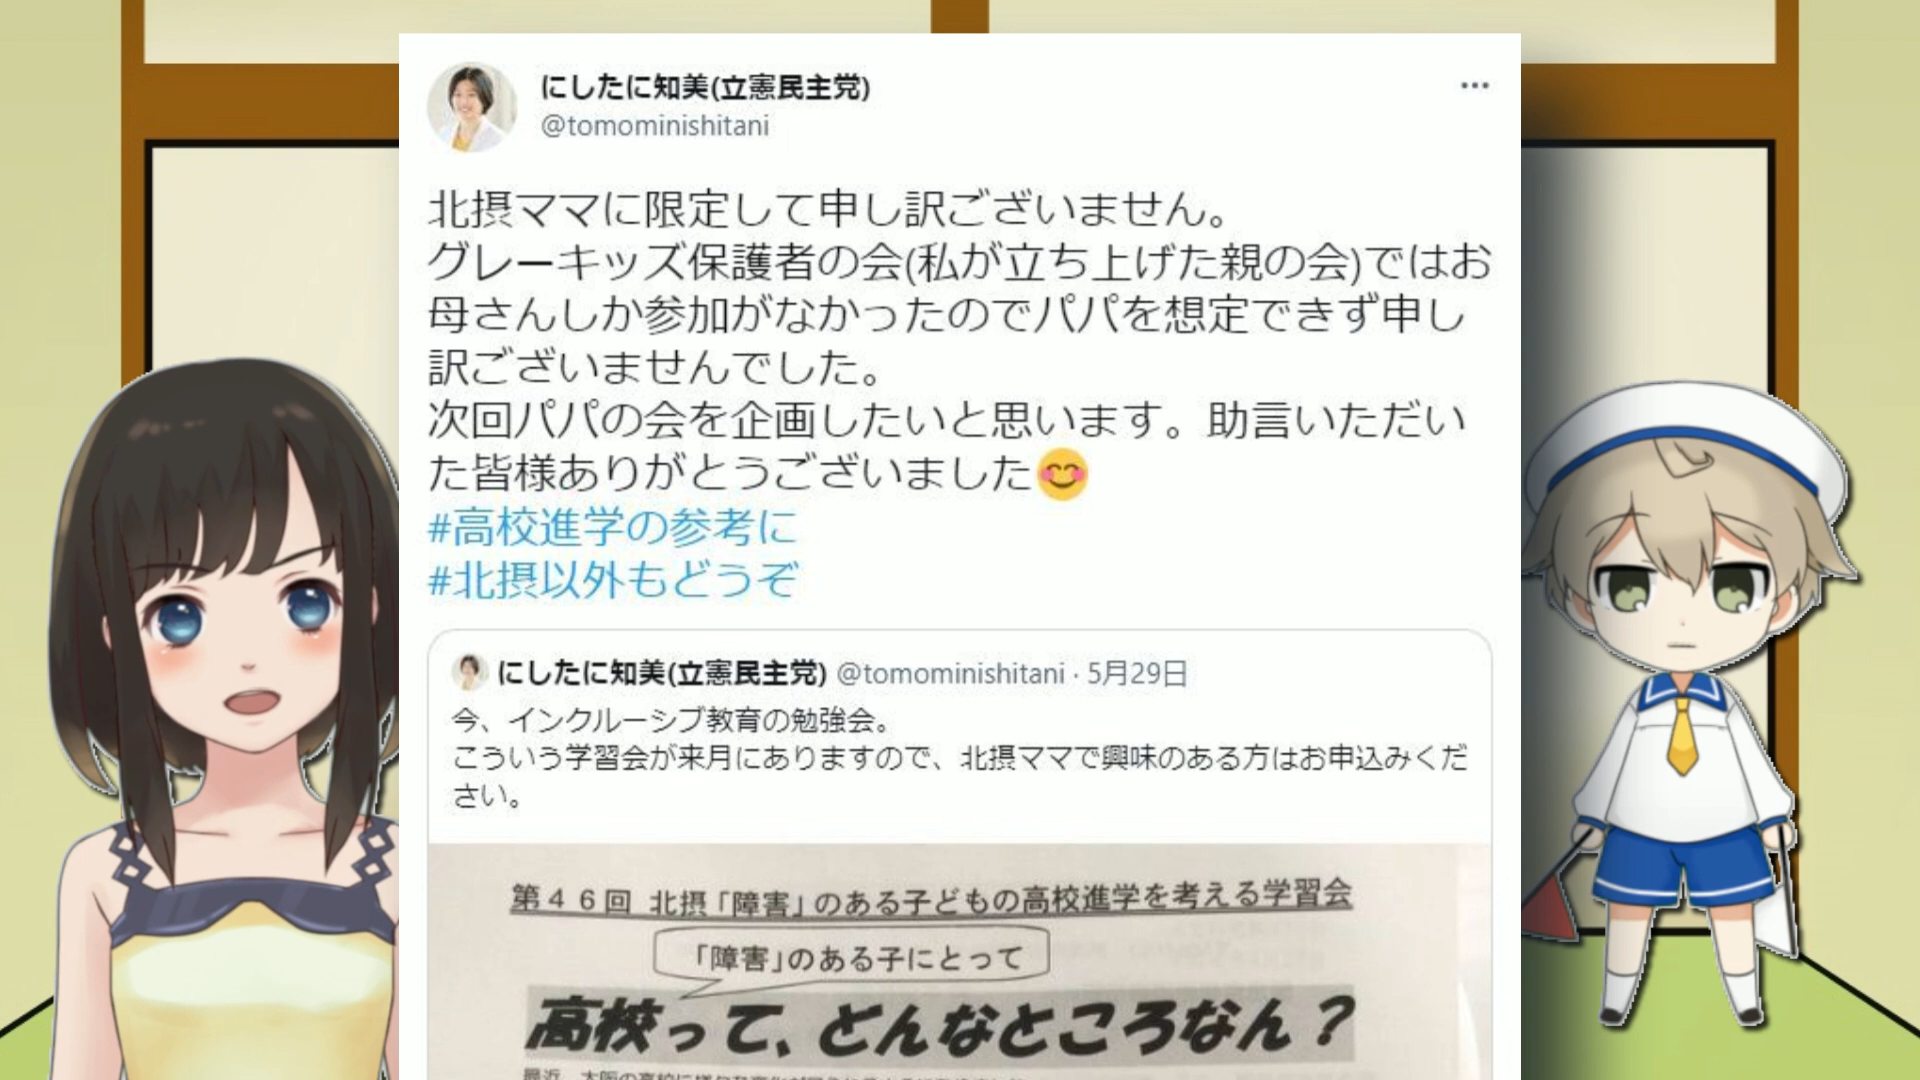 にしたに知美(立憲民主党)
@tomominishitani
北摂ママに限定して申し訳ございません。
グレーキッズ保護者の会(私が立ち上げた親の会)ではお
母さんしか参加がなかったのでパパを想定できず申し
訳ございませんでした。
次回パパの会を企画したいと思います。助言いただい
た皆様ありがとうございました😊
#高校進学の参考に
#北摂以外もどうぞ
にしたに知美(立憲民主党) @tomominishitani · 5月29日
今、インクルーシブ教育の勉強会。
こういう学習会が来月にありますので、北摂ママで興味のある方はお申込みくだ
さい。
第46回 北摂「障害」のある子どもの高校進学を考える学習会
「障害」のある子にとって
高校って、どんなところなん？